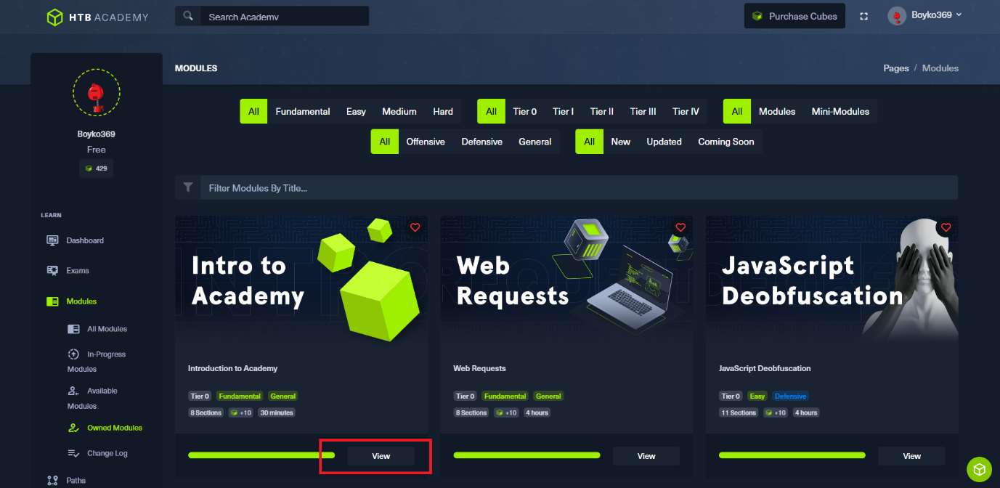 HTB ACADEMY
Search Academy
Purchase Cubes
Boyko369
MODULES
Pages / Modules
Boyko369
Free
429
LEARN
Dashboard
Exams
Modules
All Modules
In-Progress
Modules
Available
Modules
Owned Modules
Change Log
Paths
All Fundamental Easy Medium Hard
All Tier 0 Tier I Tier II Tier III Tier IV
All Modules Mini-Modules
All Offensive Defensive General
All New Updated Coming Soon
Filter Modules By Title...
Intro to
Academy
Introduction to Academy
Tier 0 Fundamental General
8 Sections +10 30 minutes
View
Web
Requests
Web Requests
Tier 0 Fundamental General
8 Sections +10 4 hours
View
JavaScript
Deobfuscation
JavaScript Deobfuscation
Tier 0 Easy Defensive
11 Sections +10 4 hours
View